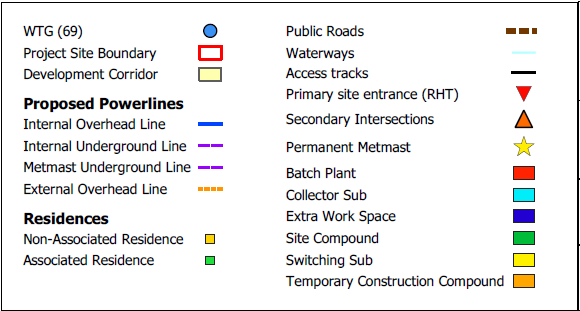 WTG (69)
Project Site Boundary
Development Corridor
Proposed Powerlines
Internal Overhead Line
Internal Underground Line
Metmast Underground Line
External Overhead Line
Residences
Non-Associated Residence
Associated Residence
Public Roads
Waterways
Access tracks
Primary site entrance (RHT)
Secondary Intersections
Permanent Metmast
Batch Plant
Collector Sub
Extra Work Space
Site Compound
Switching Sub
Temporary Construction Compound